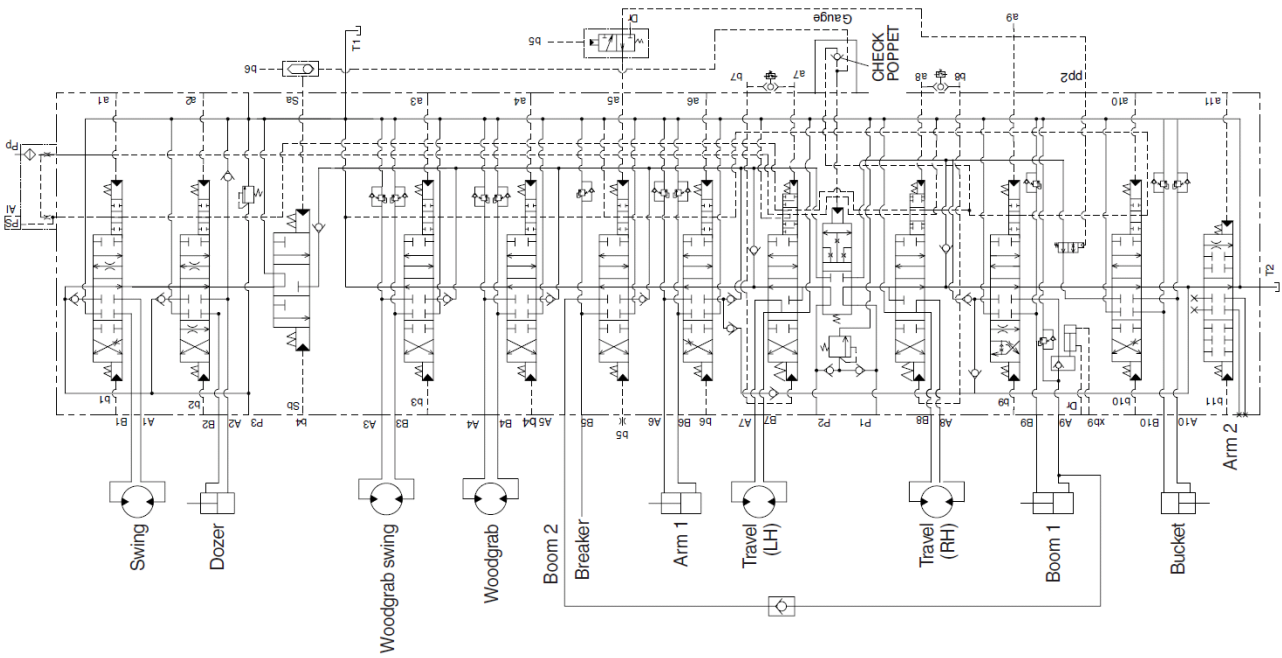 b5
Dr
Gauge
a9
T1
b6
CHECK
POPPET
Pp
b7
a7
a8
b8
pp2
a1
a2
Sa
a3
a4
a5
a6
a10
a11
AI
PS
T2
b1
b2
Sb
b3
b4
b5
b6
b9
Dr
b10
b11
B1
A1
B2
A2
P3
b4
A3
B3
A4
B4
A5
B5
A6
B6
A7
B7
P2
P1
B8
A8
B9
A9
xb9
B10
A10
Swing
Dozer
Woodgrab swing
Woodgrab
Boom 2
Breaker
Arm 1
Travel
(LH)
Travel
(RH)
Boom 1
Bucket
Arm 2